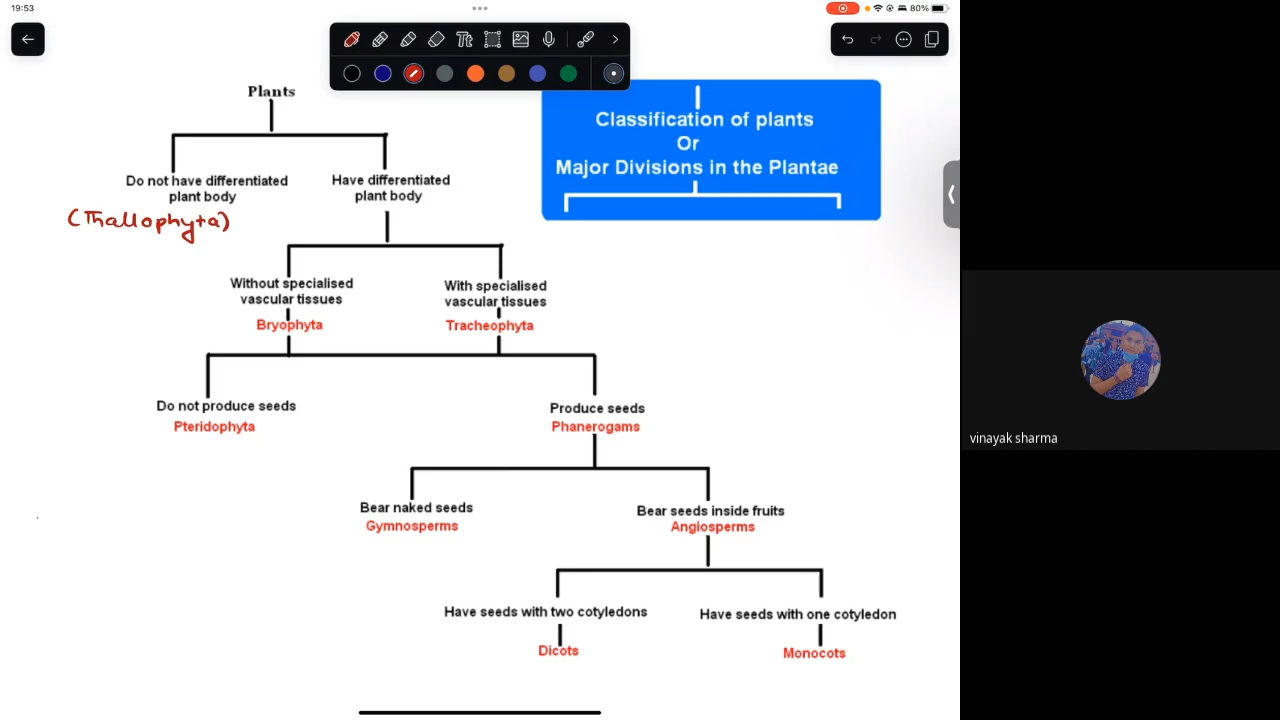 19:53
80%
Tt
Plants
Classification of plants
Or
Major Divisions in the Plantae
Do not have differentiated
plant body
(Thallophyta)
Have differentiated
plant body
Without specialised
vascular tissues
Bryophyta
With specialised
vascular tissues
Tracheophyta
Do not produce seeds
Pteridophyta
Produce seeds
Phanerogams
vinayak sharma
Bear naked seeds
Gymnosperms
Bear seeds inside fruits
Angiosperms
Have seeds with two cotyledons
Dicots
Have seeds with one cotyledon
Monocots